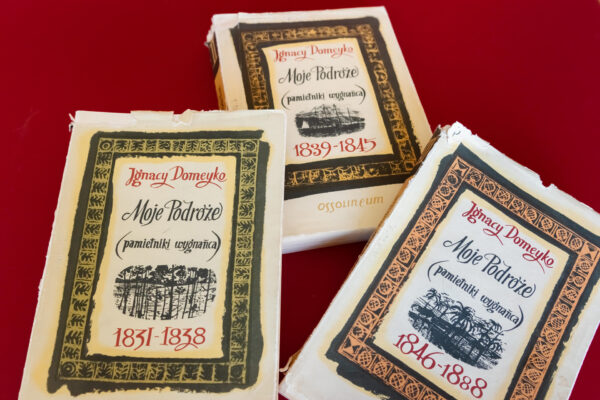 Ignacy Domeyko
Moje Podróże
(pamiętniki wygnańca)
1831-1838
Ignacy Domeyko
Moje Podróże
(pamiętniki wygnańca)
1839-1845
OSSOLINEUM
Ignacy Domeyko
Moje Podróże
(pamiętniki wygnańca)
1846-1888